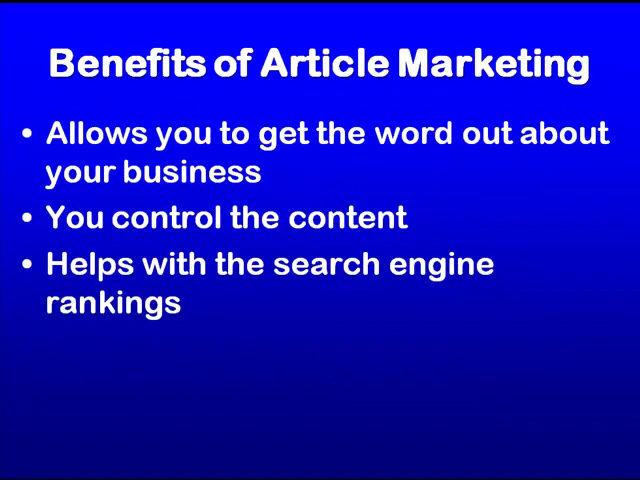 Benefits of Article Marketing
• Allows you to get the word out about
your business
• You control the content
• Helps with the search engine
rankings